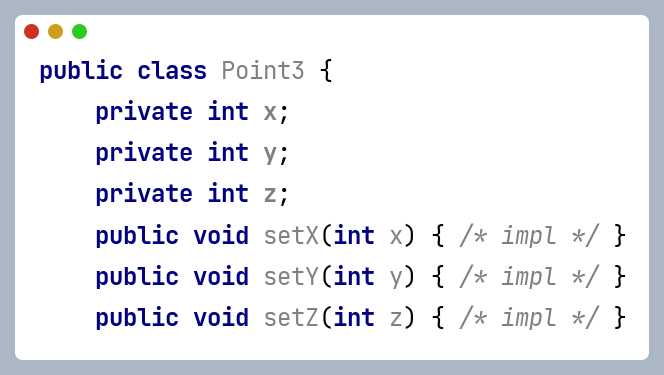 public class Point3 {
    private int x;
    private int y;
    private int z;
    public void setX(int x) { /* impl */ }
    public void setY(int y) { /* impl */ }
    public void setZ(int z) { /* impl */ }